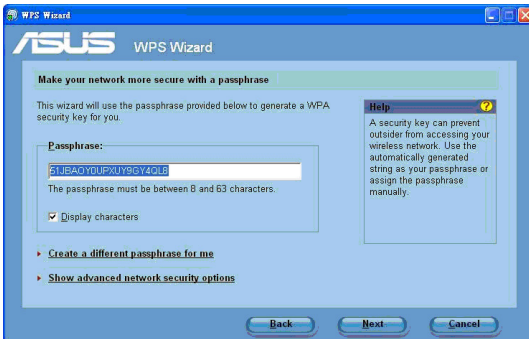 WPS Wizard
ASUS WPS Wizard
Make your network more secure with a passphrase
This wizard will use the passphrase provided below to generate a WPA
security key for you.
Passphrase:
51JBAOY0UPXUY9GY4QL8
The passphrase must be between 8 and 63 characters.
Display characters
Create a different passphrase for me
Show advanced network security options
Help
A security key can prevent
outsider from accessing your
wireless network. Use the
automatically generated
string as your passphrase or
assign the passphrase
manually.
Back Next Cancel